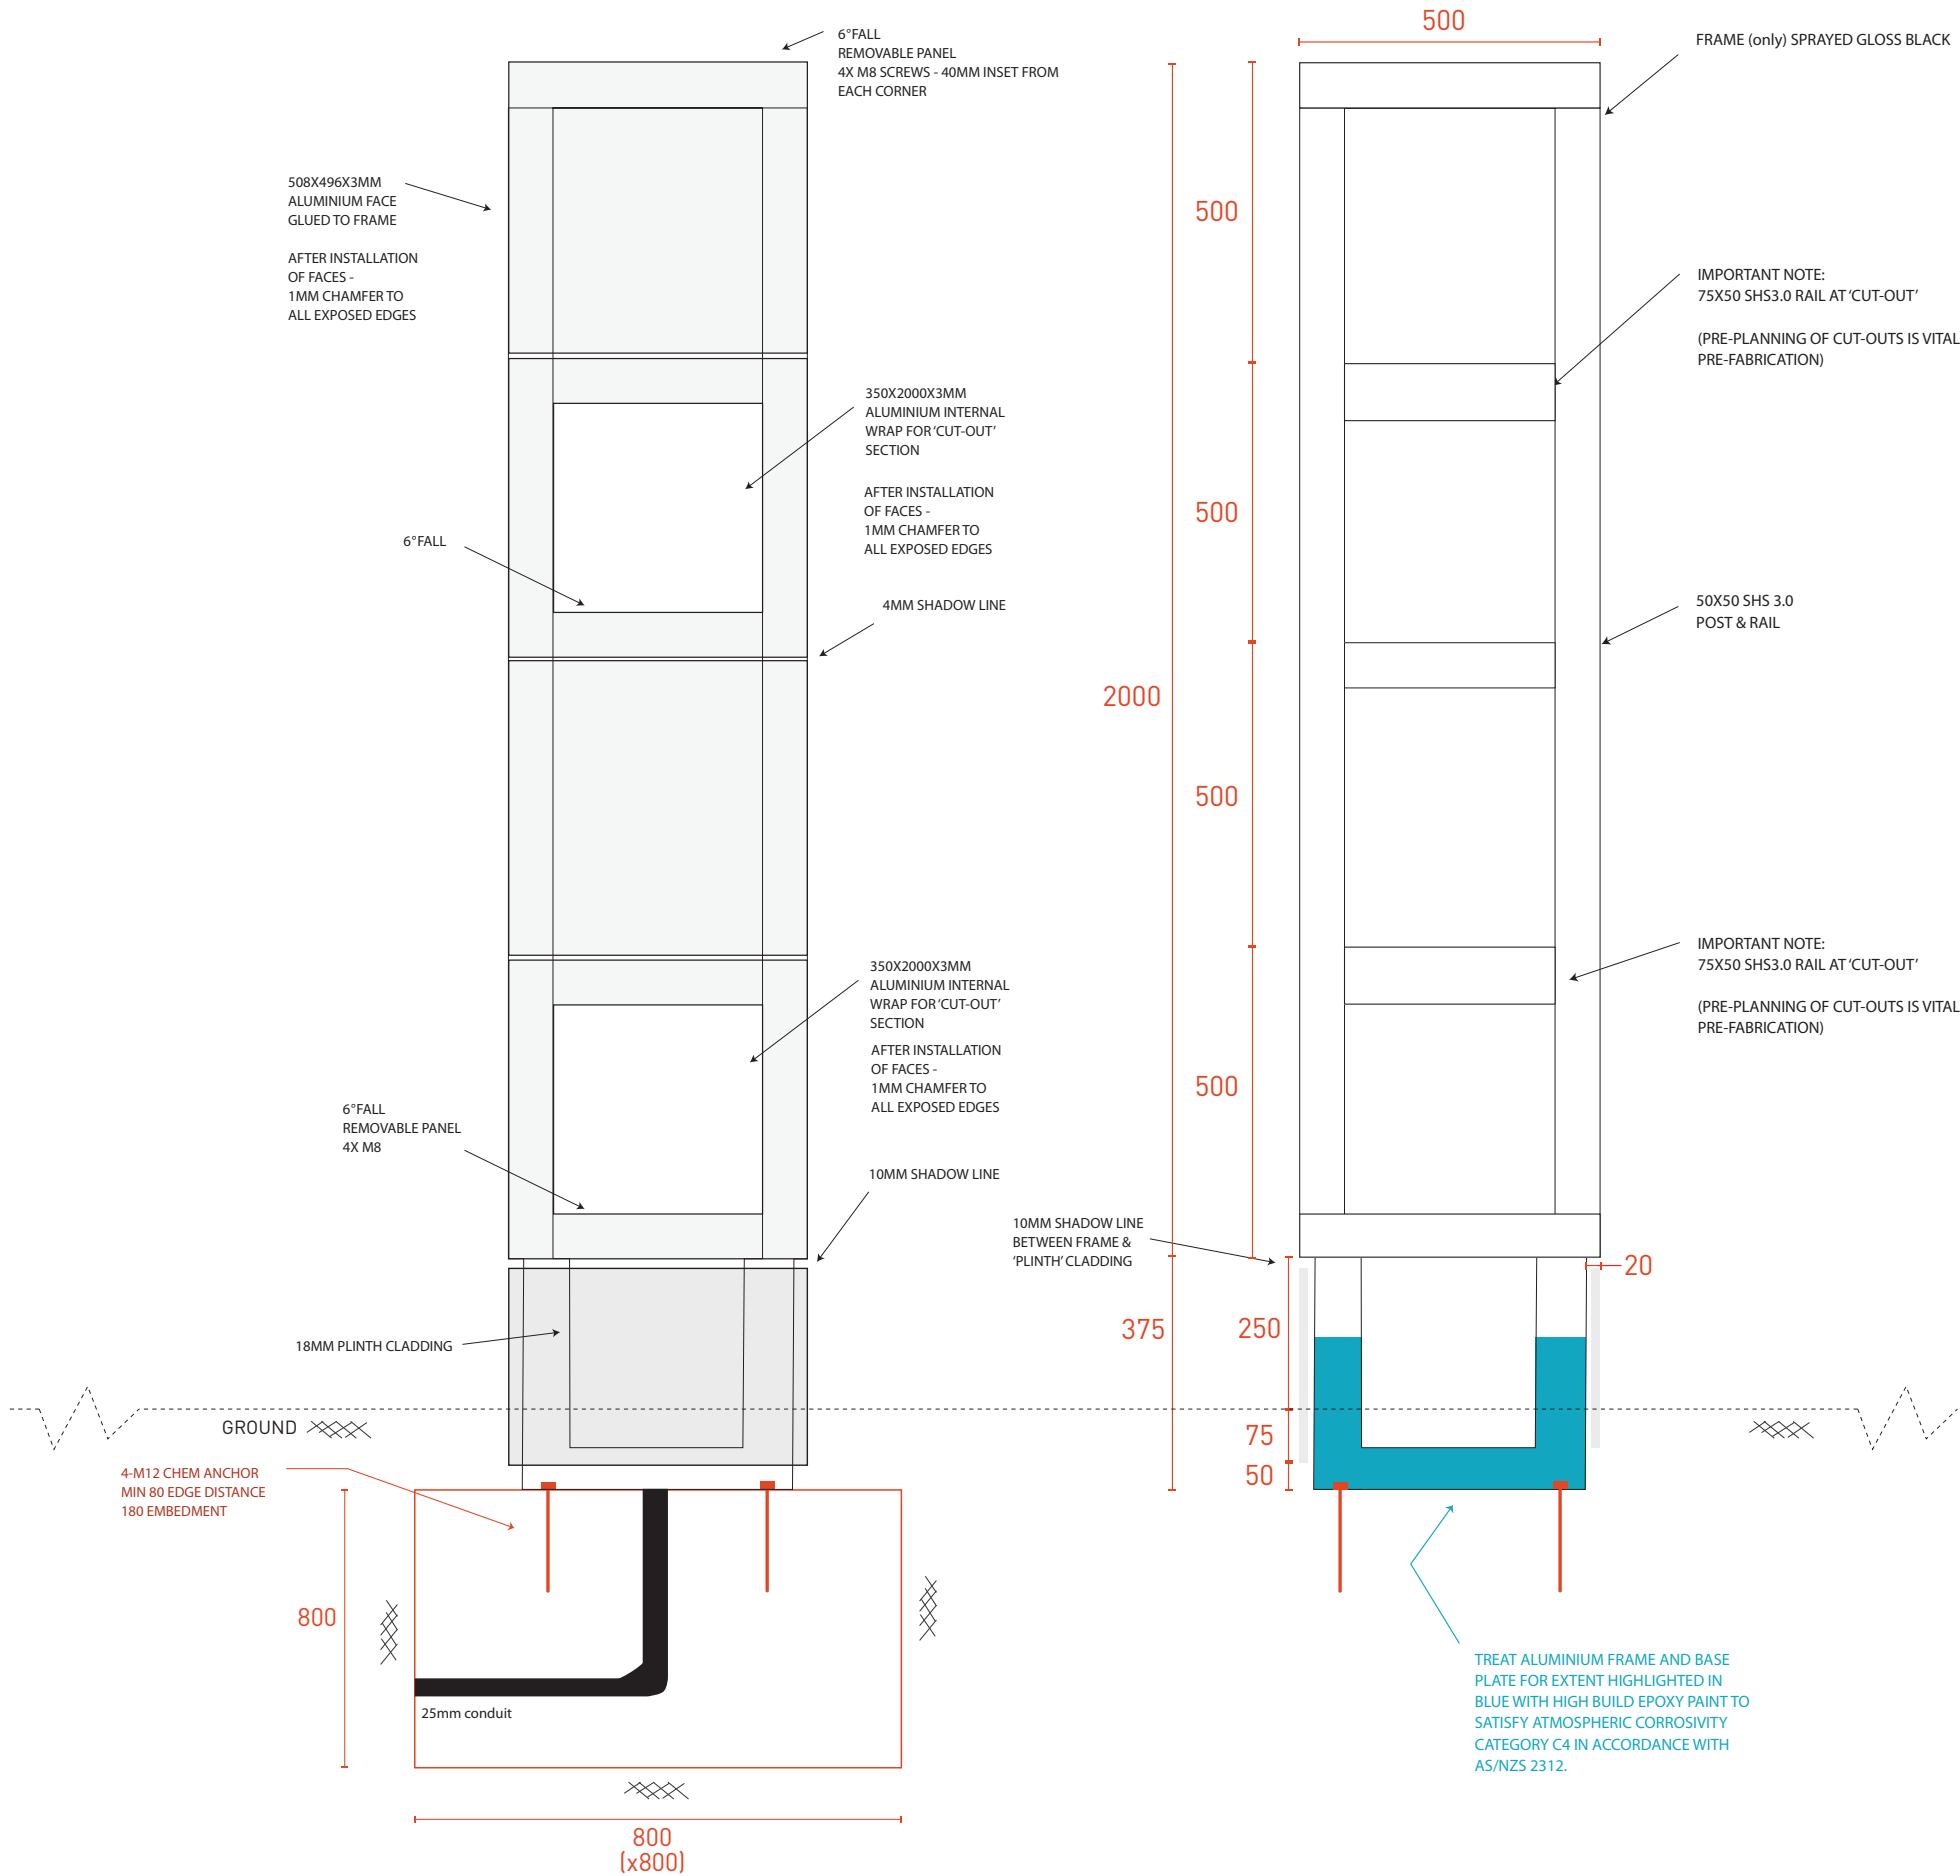 6°FALL
REMOVABLE PANEL
4X M8 SCREWS - 40MM INSET FROM
EACH CORNER
508X496X3MM
ALUMINIUM FACE
GLUED TO FRAME
AFTER INSTALLATION
OF FACES -
1MM CHAMFER TO
ALL EXPOSED EDGES
350X2000X3MM
ALUMINIUM INTERNAL
WRAP FOR ‘CUT-OUT’
SECTION
AFTER INSTALLATION
OF FACES -
1MM CHAMFER TO
ALL EXPOSED EDGES
6°FALL
4MM SHADOW LINE
350X2000X3MM
ALUMINIUM INTERNAL
WRAP FOR ‘CUT-OUT’
SECTION
AFTER INSTALLATION
OF FACES -
1MM CHAMFER TO
ALL EXPOSED EDGES
6°FALL
REMOVABLE PANEL
4X M8
10MM SHADOW LINE
18MM PLINTH CLADDING
GROUND
4-M12 CHEM ANCHOR
MIN 80 EDGE DISTANCE
180 EMBEDMENT
800
25mm conduit
800
(x800)
500
FRAME (only) SPRAYED GLOSS BLACK
500
IMPORTANT NOTE:
75X50 SHS3.0 RAIL AT ‘CUT-OUT’
(PRE-PLANNING OF CUT-OUTS IS VITAL
PRE-FABRICATION)
500
50X50 SHS 3.0
POST & RAIL
2000
500
IMPORTANT NOTE:
75X50 SHS3.0 RAIL AT ‘CUT-OUT’
(PRE-PLANNING OF CUT-OUTS IS VITAL
PRE-FABRICATION)
500
10MM SHADOW LINE
BETWEEN FRAME &
‘PLINTH’ CLADDING
20
375
250
75
50
TREAT ALUMINIUM FRAME AND BASE
PLATE FOR EXTENT HIGHLIGHTED IN
BLUE WITH HIGH BUILD EPOXY PAINT TO
SATISFY ATMOSPHERIC CORROSIVITY
CATEGORY C4 IN ACCORDANCE WITH
AS/NZS 2312.